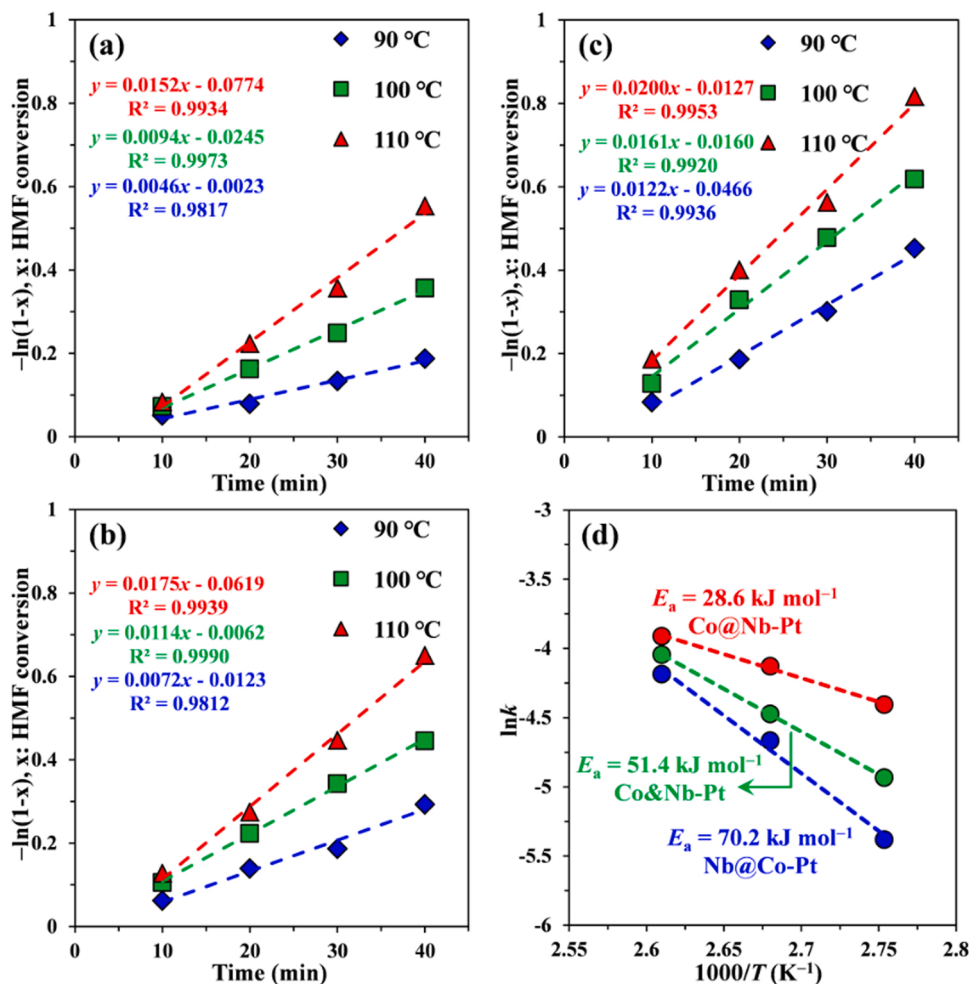 (a)
90 °C
100 °C
110 °C
y = 0.0152x - 0.0774
R² = 0.9934
y = 0.0094x - 0.0245
R² = 0.9973
y = 0.0046x - 0.0023
R² = 0.9817
–ln(1-x), x: HMF conversion
1
0.8
0.6
0.4
0.2
0
0 10 20 30 40
Time (min)
(c)
90 °C
100 °C
110 °C
y = 0.0200x - 0.0127
R² = 0.9953
y = 0.0161x - 0.0160
R² = 0.9920
y = 0.0122x - 0.0466
R² = 0.9936
–ln(1-x), x: HMF conversion
1
0.8
0.6
0.4
0.2
0
0 10 20 30 40
Time (min)
(b)
90 °C
100 °C
110 °C
y = 0.0175x - 0.0619
R² = 0.9939
y = 0.0114x - 0.0062
R² = 0.9990
y = 0.0072x - 0.0123
R² = 0.9812
–ln(1-x), x: HMF conversion
1
0.8
0.6
0.4
0.2
0
0 10 20 30 40
Time (min)
(d)
Ea = 28.6 kJ mol⁻¹
Co@Nb-Pt
Ea = 51.4 kJ mol⁻¹
Co&Nb-Pt
Ea = 70.2 kJ mol⁻¹
Nb@Co-Pt
lnk
-3
-3.5
-4
-4.5
-5
-5.5
-6
2.55 2.6 2.65 2.7 2.75 2.8
1000/T (K⁻¹)